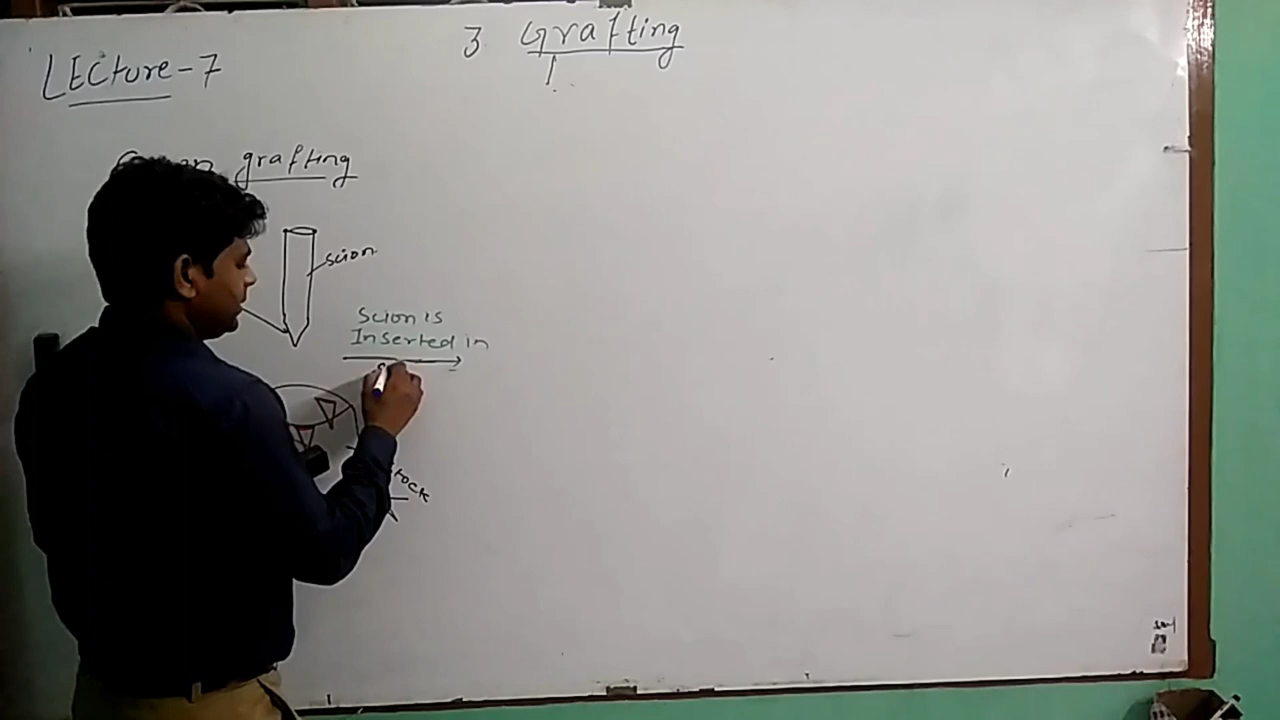 3 Grafting
LECture-7
grafting
Scion
Scion is
Inserted in